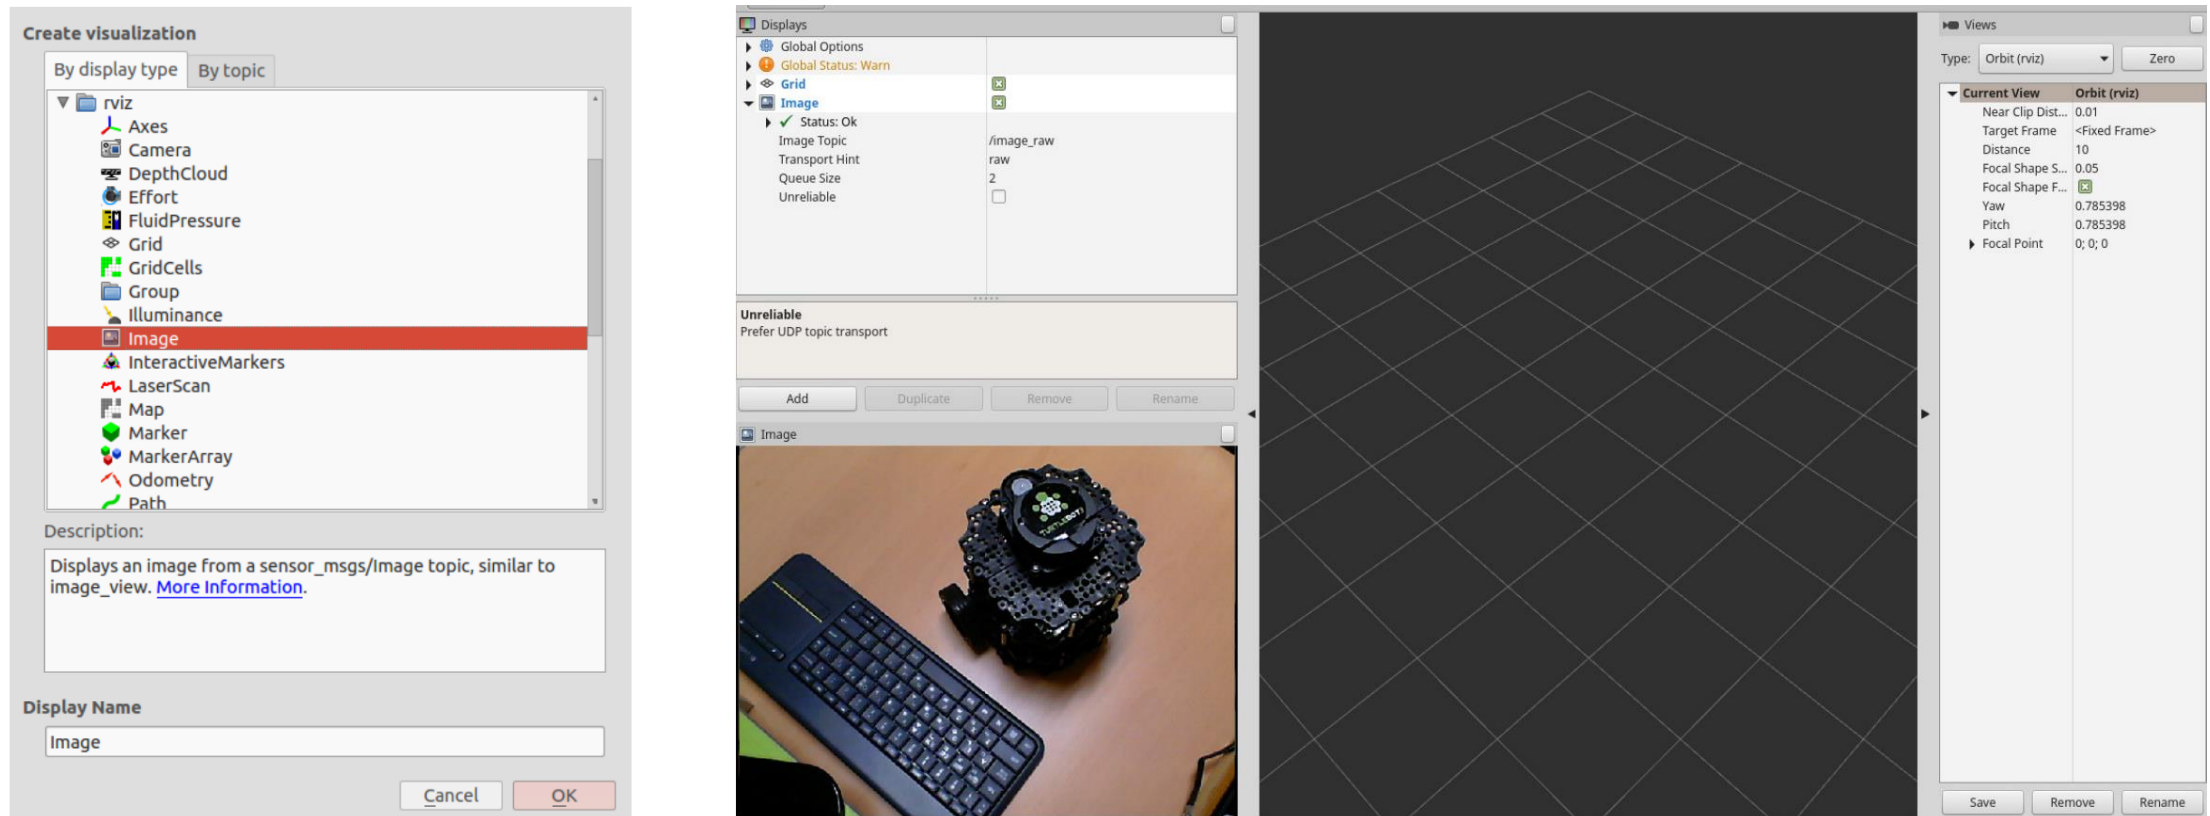 Create visualization
By display type By topic
rviz
Axes
Camera
DepthCloud
Effort
FluidPressure
Grid
GridCells
Group
Illuminance
Image
InteractiveMarkers
LaserScan
Map
Marker
MarkerArray
Odometry
Path
Description:
Displays an image from a sensor_msgs/Image topic, similar to
image_view. More Information.
Display Name
Image
Cancel OK
Displays
Global Options
Global Status: Warn
Grid
Image
Status: Ok
Image Topic /image_raw
Transport Hint raw
Queue Size 2
Unreliable
Unreliable
Prefer UDP topic transport
Add Duplicate Remove Rename
Image
TURTLEBOT3
Views
Type: Orbit (rviz) Zero
Current View Orbit (rviz)
Near Clip Dist... 0.01
Target Frame <Fixed Frame>
Distance 10
Focal Shape S... 0.05
Focal Shape F...
Yaw 0.785398
Pitch 0.785398
Focal Point 0; 0; 0
Save Remove Rename